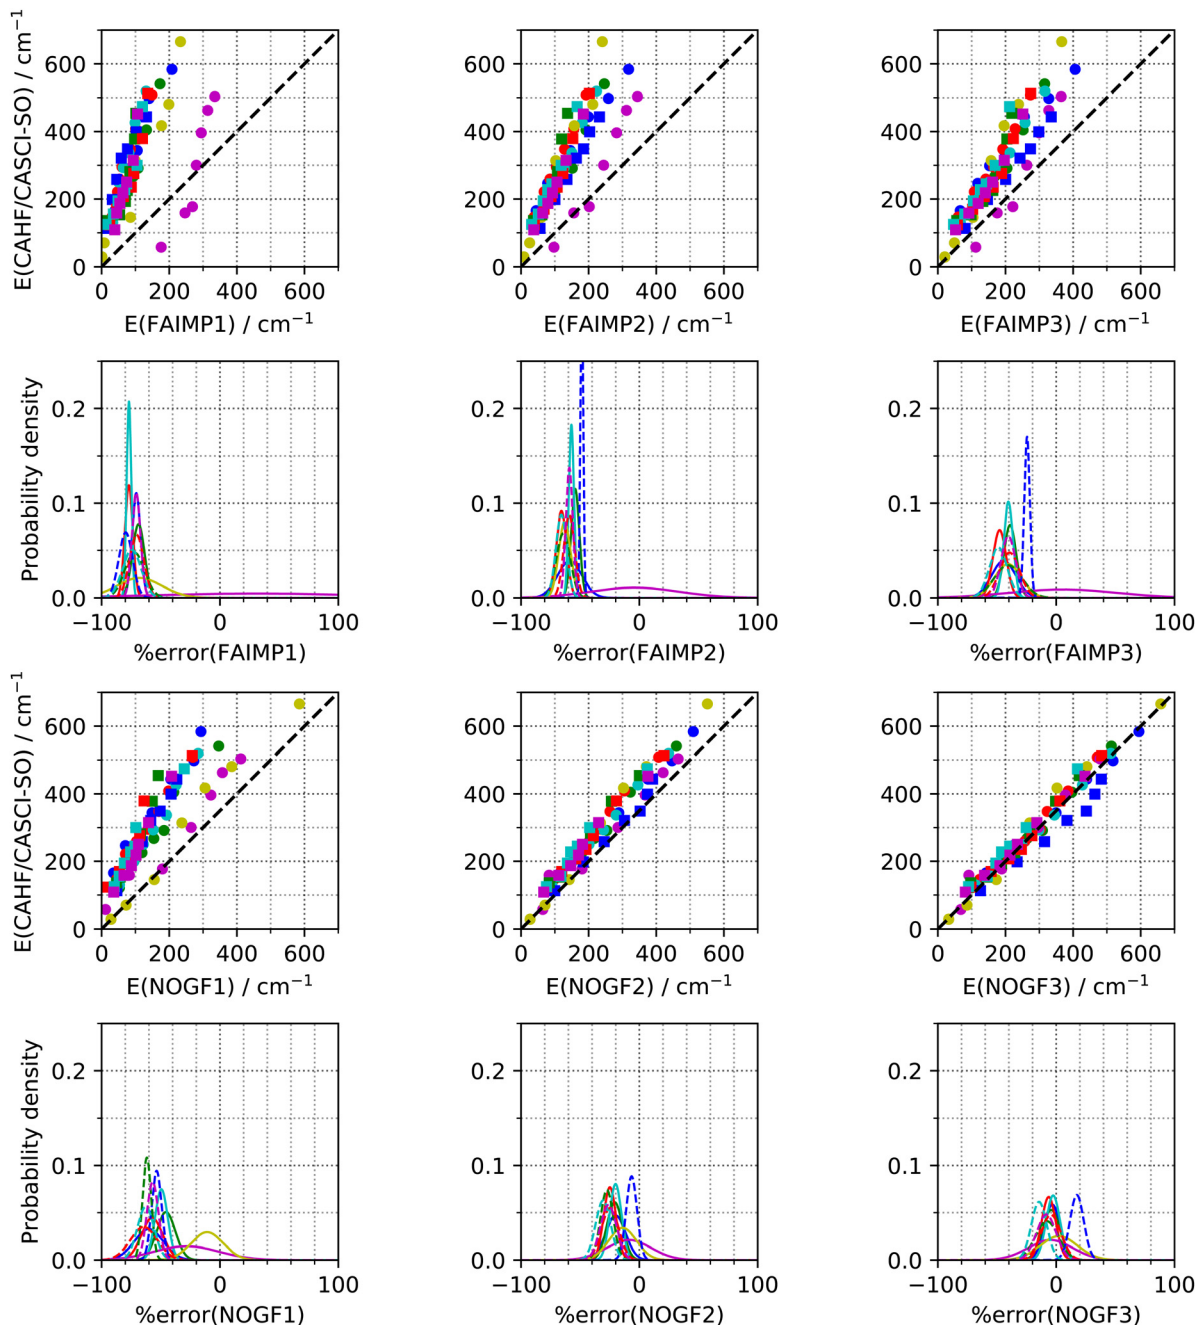 E(CAHF/CASCI-SO) / cm⁻¹
600
400
200
0
0 200 400 600
E(FAIMP1) / cm⁻¹
600
400
200
0
0 200 400 600
E(FAIMP2) / cm⁻¹
600
400
200
0
0 200 400 600
E(FAIMP3) / cm⁻¹
Probability density
0.2
0.1
0.0
−100 0 100
%error(FAIMP1)
0.2
0.1
0.0
−100 0 100
%error(FAIMP2)
0.2
0.1
0.0
−100 0 100
%error(FAIMP3)
E(CAHF/CASCI-SO) / cm⁻¹
600
400
200
0
0 200 400 600
E(NOGF1) / cm⁻¹
600
400
200
0
0 200 400 600
E(NOGF2) / cm⁻¹
600
400
200
0
0 200 400 600
E(NOGF3) / cm⁻¹
Probability density
0.2
0.1
0.0
−100 0 100
%error(NOGF1)
0.2
0.1
0.0
−100 0 100
%error(NOGF2)
0.2
0.1
0.0
−100 0 100
%error(NOGF3)